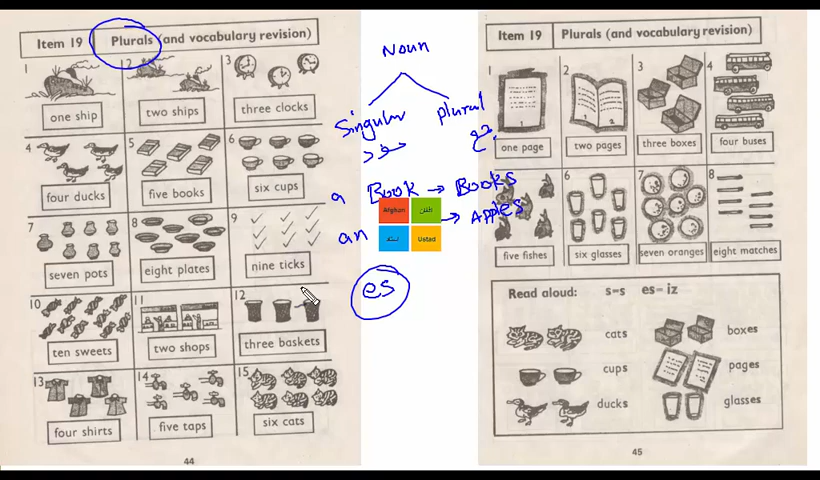 Item 19 Plurals (and vocabulary revision)
1 2 3
one ship two ships three clocks
4 5 6
four ducks five books six cups
7 8 9
seven pots eight plates nine ticks
10 11 12
ten sweets two shops three baskets
13 14 15
four shirts five taps six cats
44
Noun
Singular plural
a Book → Books
an → Apples
Afghan
Ustad
es
Item 19 Plurals (and vocabulary revision)
1 2 3 4
one page two pages three boxes four buses
6 7 8
five fishes six glasses seven oranges eight matches
Read aloud: s=s es=iz
cats boxes
cups pages
ducks glasses
45